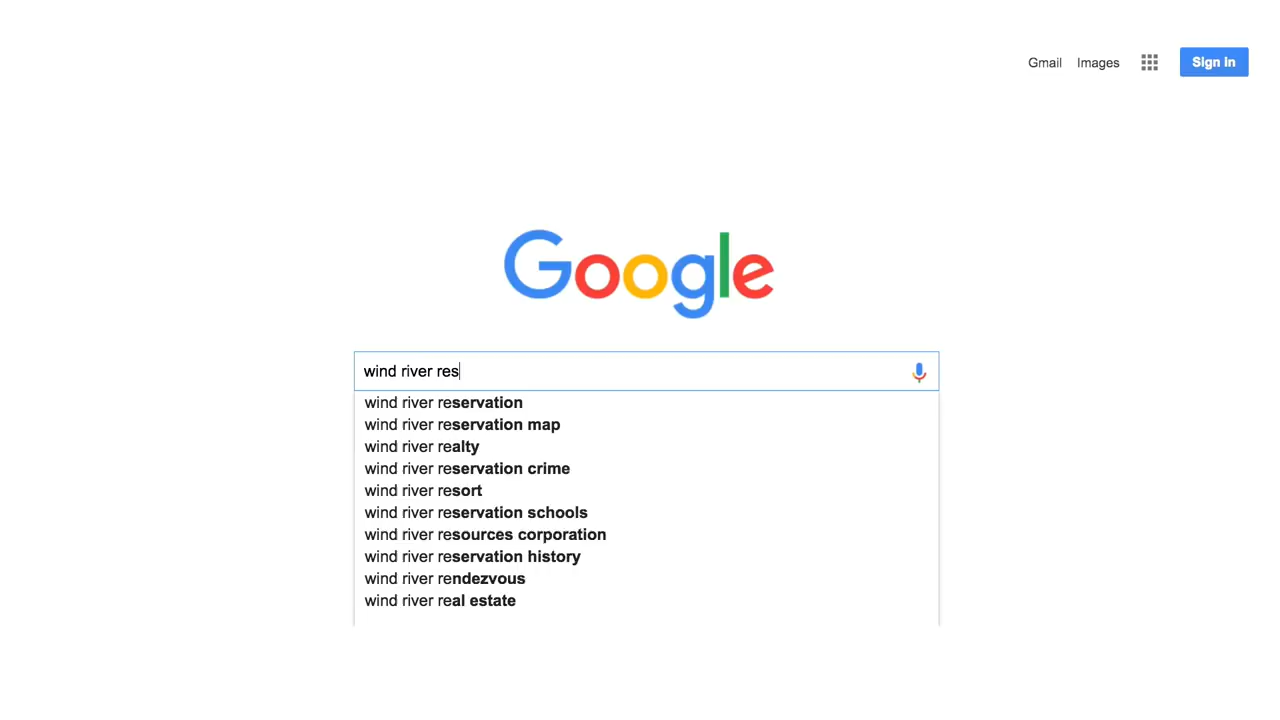 Gmail Images Sign in
Google
wind river res
wind river reservation
wind river reservation map
wind river realty
wind river reservation crime
wind river resort
wind river reservation schools
wind river resources corporation
wind river reservation history
wind river rendezvous
wind river real estate